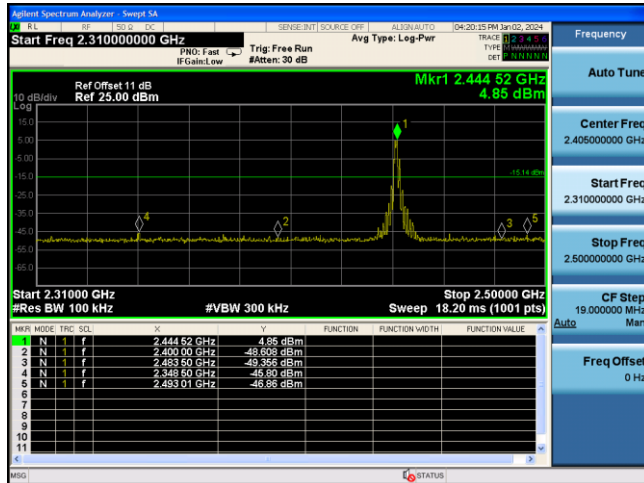 Agilent Spectrum Analyzer - Swept SA
RL RF 50 Ω DC SENSE:INT SOURCE OFF ALIGNAUTO 04:20:15 PM Jan 02, 2024
Start Freq 2.310000000 GHz
PNO: Fast
IFGain:Low
Trig: Free Run
#Atten: 30 dB
Avg Type: Log-Pwr
TRACE 1 2 3 4 5 6
TYPE
DET P N N N N N
Ref Offset 11 dB
Ref 25.00 dBm
10 dB/div
Log
Mkr1 2.444 52 GHz
4.85 dBm
15.0
5.00
-5.00
-15.0
-25.0
-35.0
-45.0
-55.0
-65.0
1
-15.14 dBm
4
2
3
5
Start 2.31000 GHz
Stop 2.50000 GHz
#Res BW 100 kHz
#VBW 300 kHz
Sweep 18.20 ms (1001 pts)
MKR MODE TRC SCL X Y FUNCTION FUNCTION WIDTH FUNCTION VALUE
1 N 1 f 2.444 52 GHz 4.85 dBm
2 N 1 f 2.400 00 GHz -48.608 dBm
3 N 1 f 2.483 50 GHz -49.356 dBm
4 N 1 f 2.348 50 GHz -45.80 dBm
5 N 1 f 2.493 01 GHz -46.86 dBm
6
7
8
9
10
11
MSG
STATUS
Frequency
Auto Tune
Center Freq
2.405000000 GHz
Start Freq
2.310000000 GHz
Stop Freq
2.500000000 GHz
CF Step
19.000000 MHz
Auto Man
Freq Offset
0 Hz